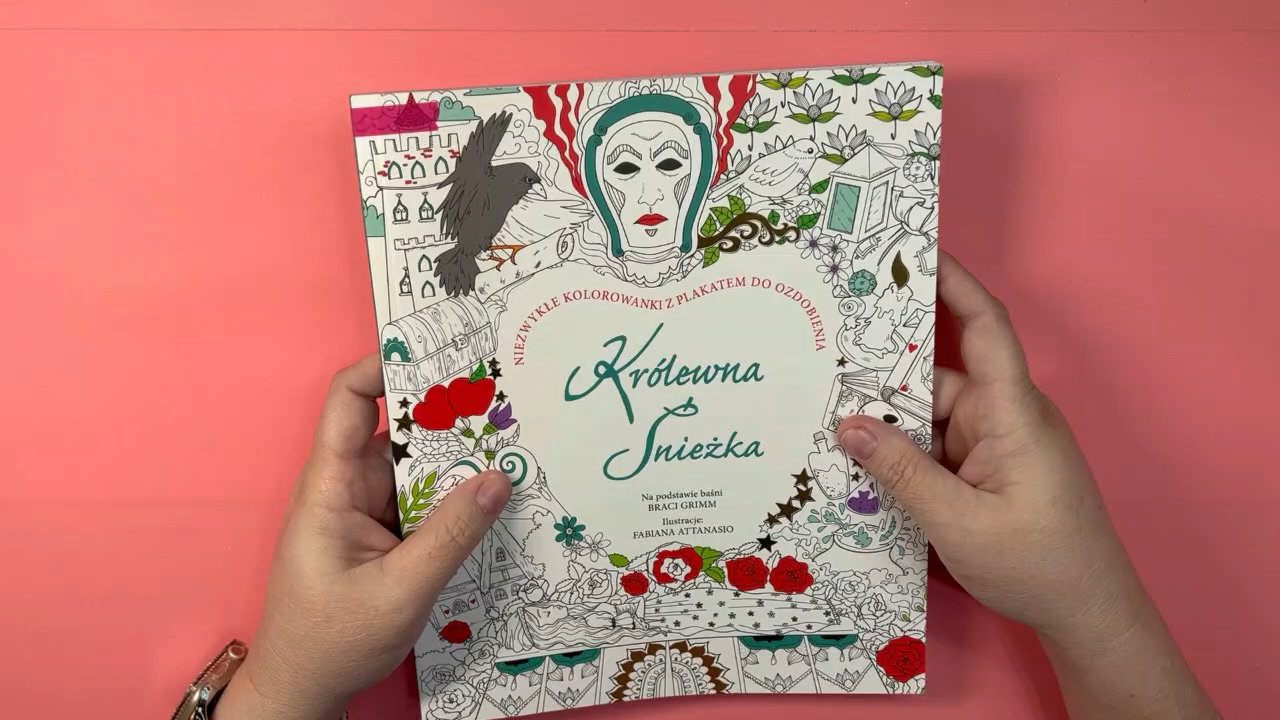 NIEZWYKŁE KOLOROWANKI Z PLAKATEM DO OZDOBIENIA
Królewna
Śnieżka
Na podstawie baśni
BRACI GRIMM
Ilustracje:
FABIANA ATTANASIO